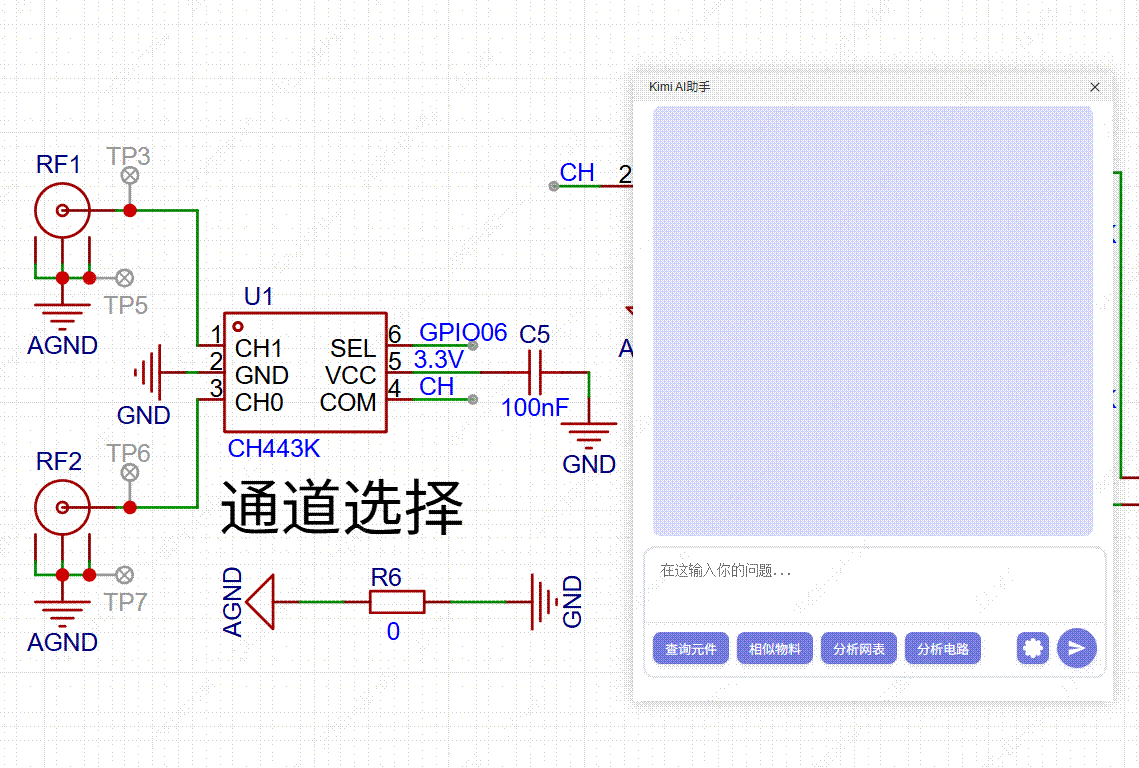 Kimi AI助手
RF1
TP3
CH
2
TP5
AGND
U1
1
CH1
SEL
6
GPIO06
C5
2
GND
VCC
5
3.3V
3
CH0
COM
4
CH
100nF
GND
GND
CH443K
RF2
TP6
通道选择
TP7
AGND
AGND
R6
0
GND
A
在这输入你的问题...
查询元件
相似物料
分析网表
分析电路